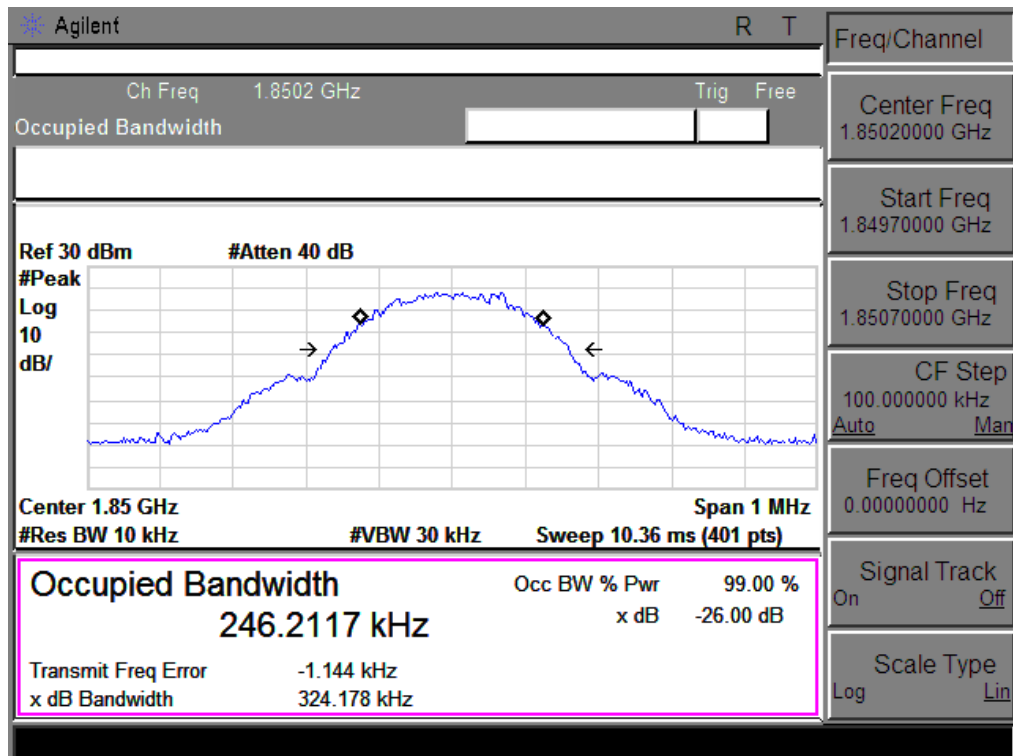 Agilent R T
Ch Freq 1.8502 GHz Trig Free
Occupied Bandwidth
Ref 30 dBm #Atten 40 dB
#Peak
Log
10
dB/
Center 1.85 GHz Span 1 MHz
#Res BW 10 kHz #VBW 30 kHz Sweep 10.36 ms (401 pts)
Occupied Bandwidth Occ BW % Pwr 99.00 %
246.2117 kHz x dB -26.00 dB
Transmit Freq Error -1.144 kHz
x dB Bandwidth 324.178 kHz
Freq/Channel
Center Freq
1.85020000 GHz
Start Freq
1.84970000 GHz
Stop Freq
1.85070000 GHz
CF Step
100.000000 kHz
Auto Man
Freq Offset
0.00000000 Hz
Signal Track
On Off
Scale Type
Log Lin